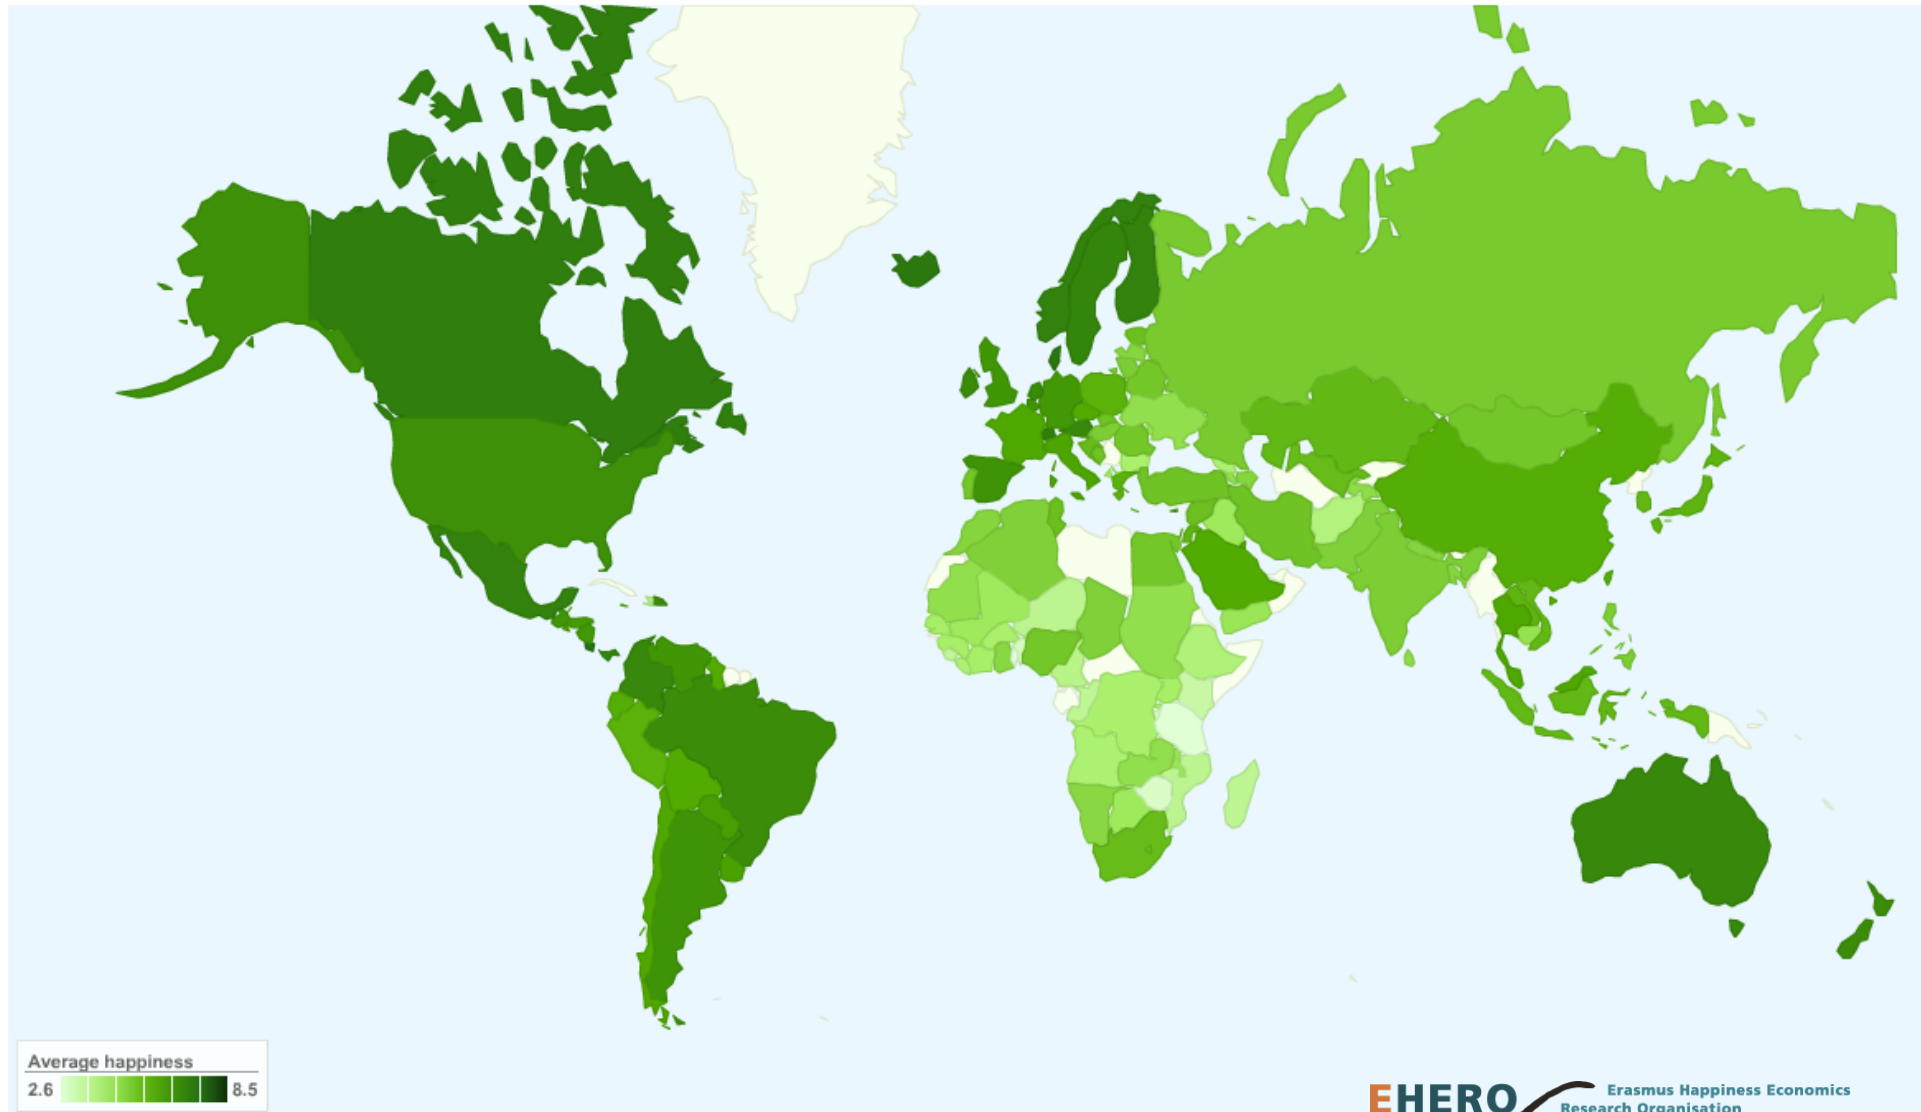 Average happiness
2.6 8.5
EHERO
Erasmus Happiness Economics
Research Organisation